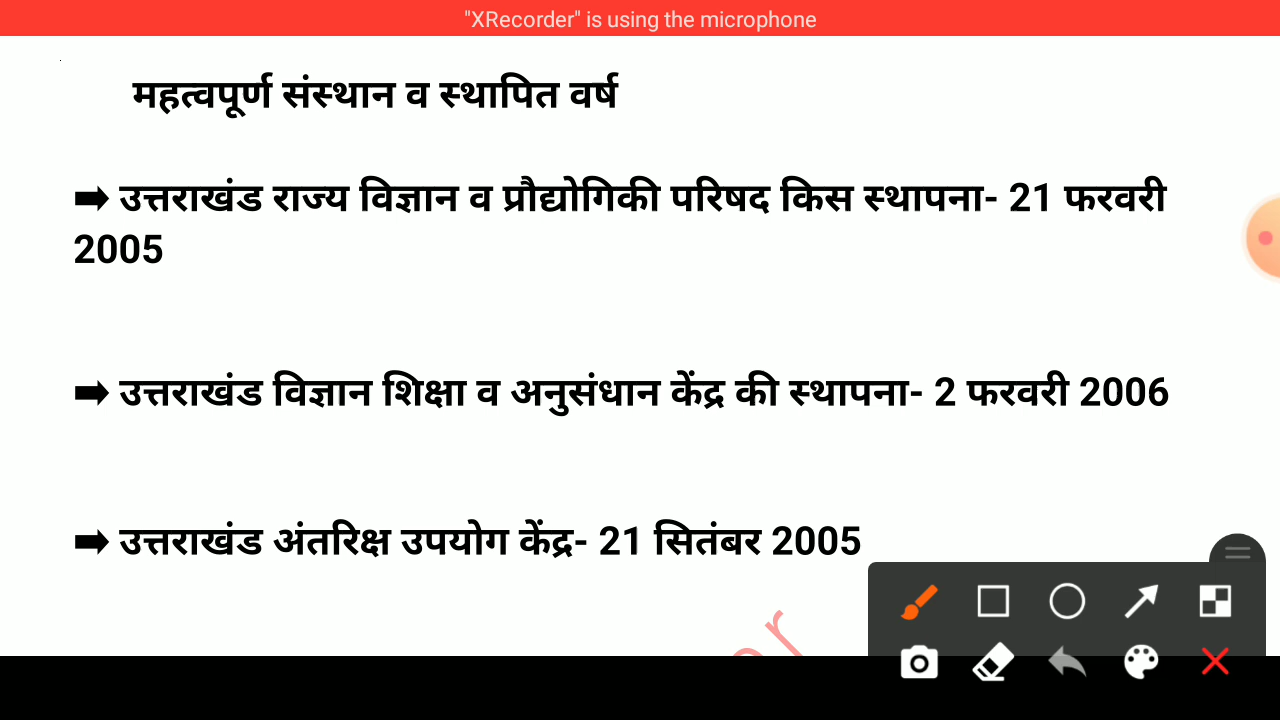 "XRecorder" is using the microphone
महत्वपूर्ण संस्थान व स्थापित वर्ष
➡ उत्तराखंड राज्य विज्ञान व प्रौद्योगिकी परिषद किस स्थापना- 21 फरवरी
2005
➡ उत्तराखंड विज्ञान शिक्षा व अनुसंधान केंद्र की स्थापना- 2 फरवरी 2006
➡ उत्तराखंड अंतरिक्ष उपयोग केंद्र- 21 सितंबर 2005